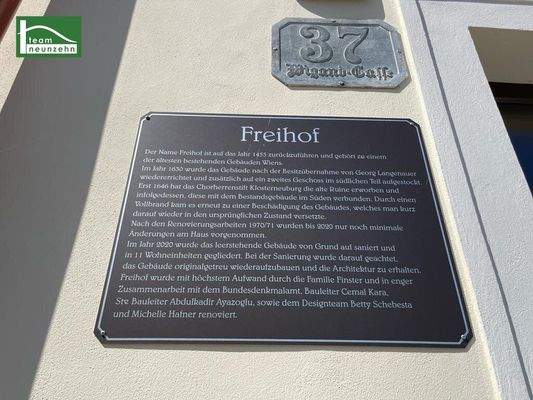 team
neunzehn
37
Wigand-Gasse
Freihof
Der Name Freihof ist auf das Jahr 1455 zurückzuführen und gehört zu einem
der ältesten bestehenden Gebäuden Wiens.
Im Jahr 1630 wurde das Gebäude nach der Besitzübernahme von Georg Langenauer
wiedererrichtet und zusätzlich auf ein zweites Geschoss im südlichen Teil aufgestockt.
Erst 1646 hat das Chorherrenstift Klosterneuburg die alte Ruine erworben und
infolgedessen, diese mit dem Bestandsgebäude im Süden verbunden. Durch einen
Vollbrand kam es erneut zu einer Beschädigung des Gebäudes, welches man kurz
darauf wieder in den ursprünglichen Zustand versetzte.
Nach den Renovierungsarbeiten 1970/71 wurden bis 2020 nur noch minimale
Änderungen am Haus vorgenommen.
Im Jahr 2020 wurde das leerstehende Gebäude von Grund auf saniert und
in 11 Wohneinheiten gegliedert. Bei der Sanierung wurde darauf geachtet,
das Gebäude originalgetreu wiederaufzubauen und die Architektur zu erhalten.
Freihof wurde mit höchstem Aufwand durch die Familie Finster und in enger
Zusammenarbeit mit dem Bundesdenkmalamt, Bauleiter Cemal Kara,
Stv Bauleiter Abdulkadir Ayazoglu, sowie dem Designteam Betty Schebesta
und Michelle Hafner renoviert.